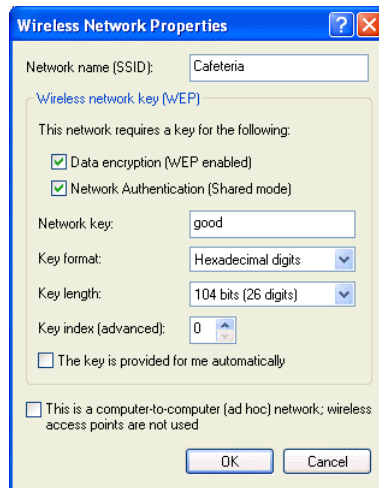 Wireless Network Properties
Network name (SSID): Cafeteria
Wireless network key (WEP)
This network requires a key for the following:
Data encryption (WEP enabled)
Network Authentication (Shared mode)
Network key: good
Key format: Hexadecimal digits
Key length: 104 bits (26 digits)
Key index (advanced): 0
The key is provided for me automatically
This is a computer-to-computer (ad hoc) network; wireless
access points are not used
OK Cancel